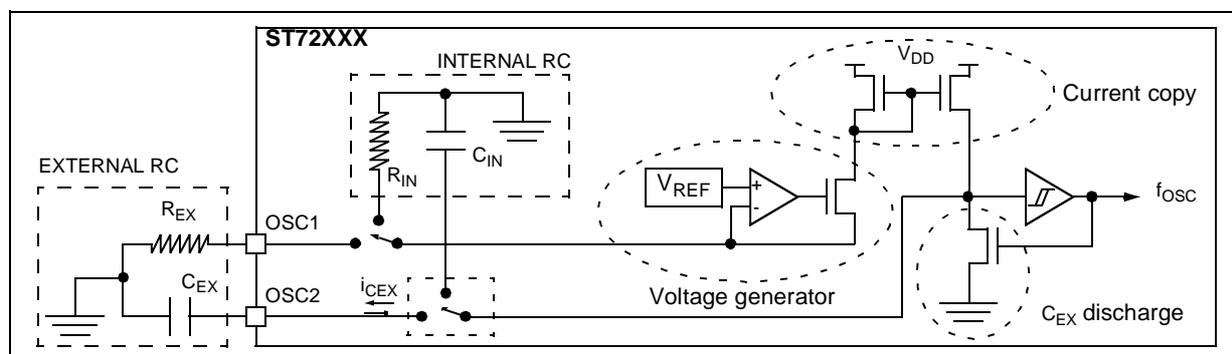 ST72XXX
INTERNAL RC
VDD
Current copy
EXTERNAL RC
RIN
CIN
VREF
+
-
REX
OSC1
fOSC
CEX
OSC2
iCEX
Voltage generator
CEX discharge